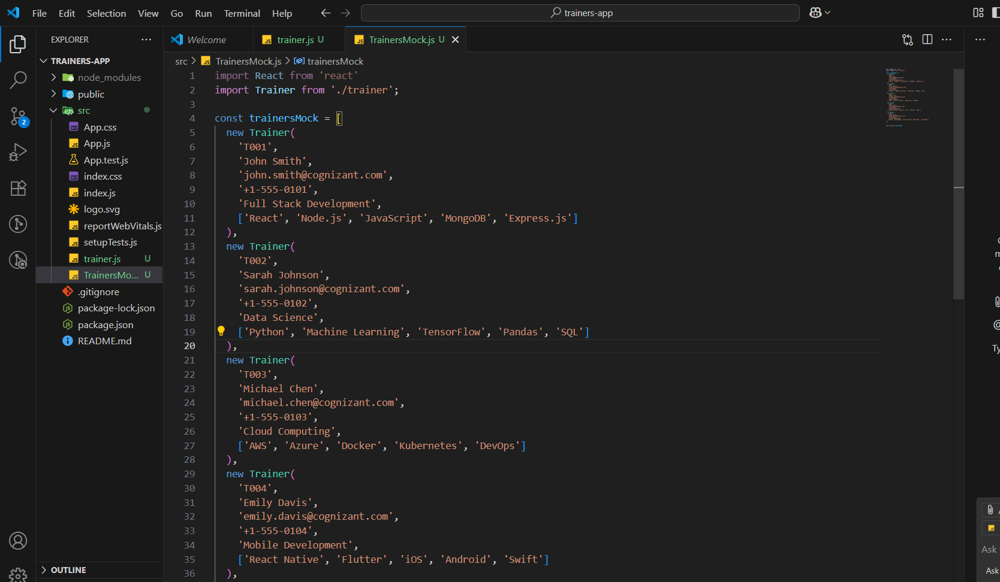 File Edit Selection View Go Run Terminal Help
trainers-app
EXPLORER
TRAINERS-APP
node_modules
public
src
App.css
App.js
App.test.js
index.css
index.js
logo.svg
reportWebVitals.js
setupTests.js
trainer.js U
TrainersMo... U
.gitignore
package-lock.json
package.json
README.md
OUTLINE
2
Welcome
trainer.js U
TrainersMock.js U
src > TrainersMock.js > trainersMock
1 import React from 'react'
2 import Trainer from './trainer';
3
4 const trainersMock = [
5 new Trainer(
6 'T001',
7 'John Smith',
8 'john.smith@cognizant.com',
9 '+1-555-0101',
10 'Full Stack Development',
11 ['React', 'Node.js', 'JavaScript', 'MongoDB', 'Express.js']
12 ),
13 new Trainer(
14 'T002',
15 'Sarah Johnson',
16 'sarah.johnson@cognizant.com',
17 '+1-555-0102',
18 'Data Science',
19 ['Python', 'Machine Learning', 'TensorFlow', 'Pandas', 'SQL']
20 ),
21 new Trainer(
22 'T003',
23 'Michael Chen',
24 'michael.chen@cognizant.com',
25 '+1-555-0103',
26 'Cloud Computing',
27 ['AWS', 'Azure', 'Docker', 'Kubernetes', 'DevOps']
28 ),
29 new Trainer(
30 'T004',
31 'Emily Davis',
32 'emily.davis@cognizant.com',
33 '+1-555-0104',
34 'Mobile Development',
35 ['React Native', 'Flutter', 'iOS', 'Android', 'Swift']
36 ),
Ask
Ask